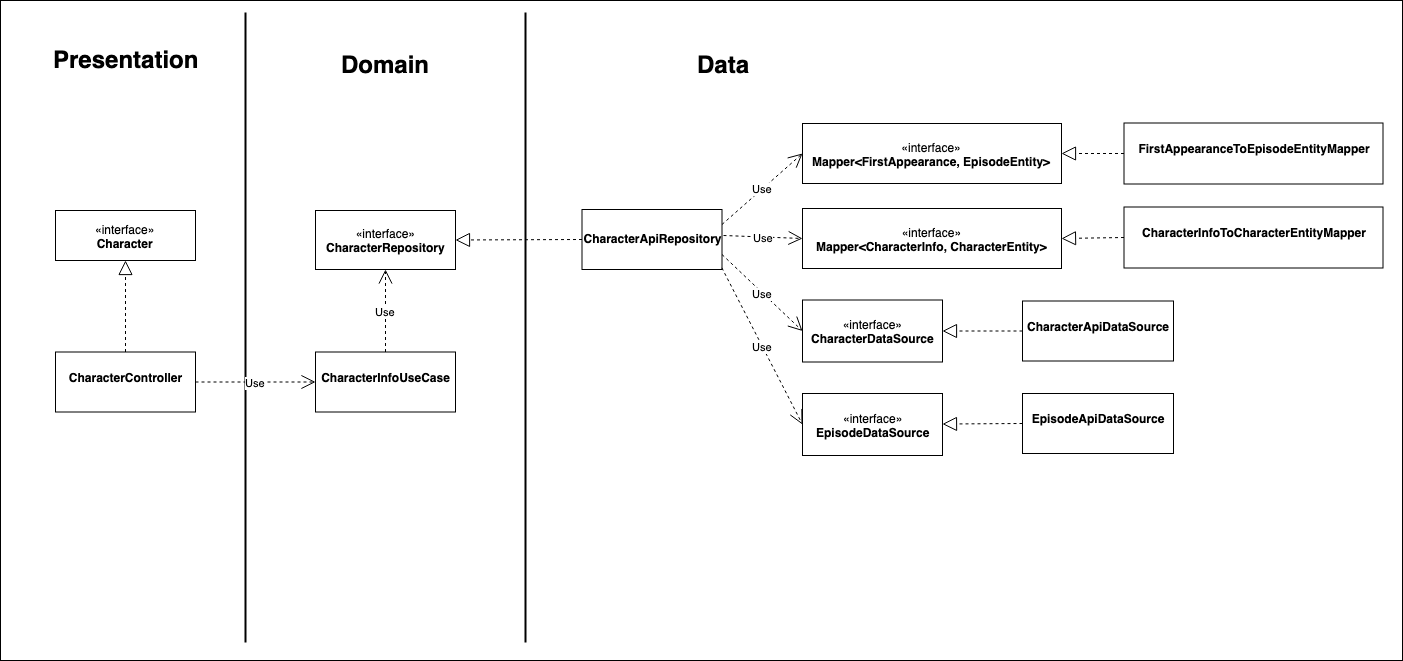 Presentation
Domain
Data
«interface»
Character
CharacterController
Use
«interface»
CharacterRepository
Use
CharacterInfoUseCase
CharacterApiRepository
Use
Use
Use
Use
«interface»
Mapper<FirstAppearance, EpisodeEntity>
FirstAppearanceToEpisodeEntityMapper
«interface»
Mapper<CharacterInfo, CharacterEntity>
CharacterInfoToCharacterEntityMapper
«interface»
CharacterDataSource
CharacterApiDataSource
«interface»
EpisodeDataSource
EpisodeApiDataSource